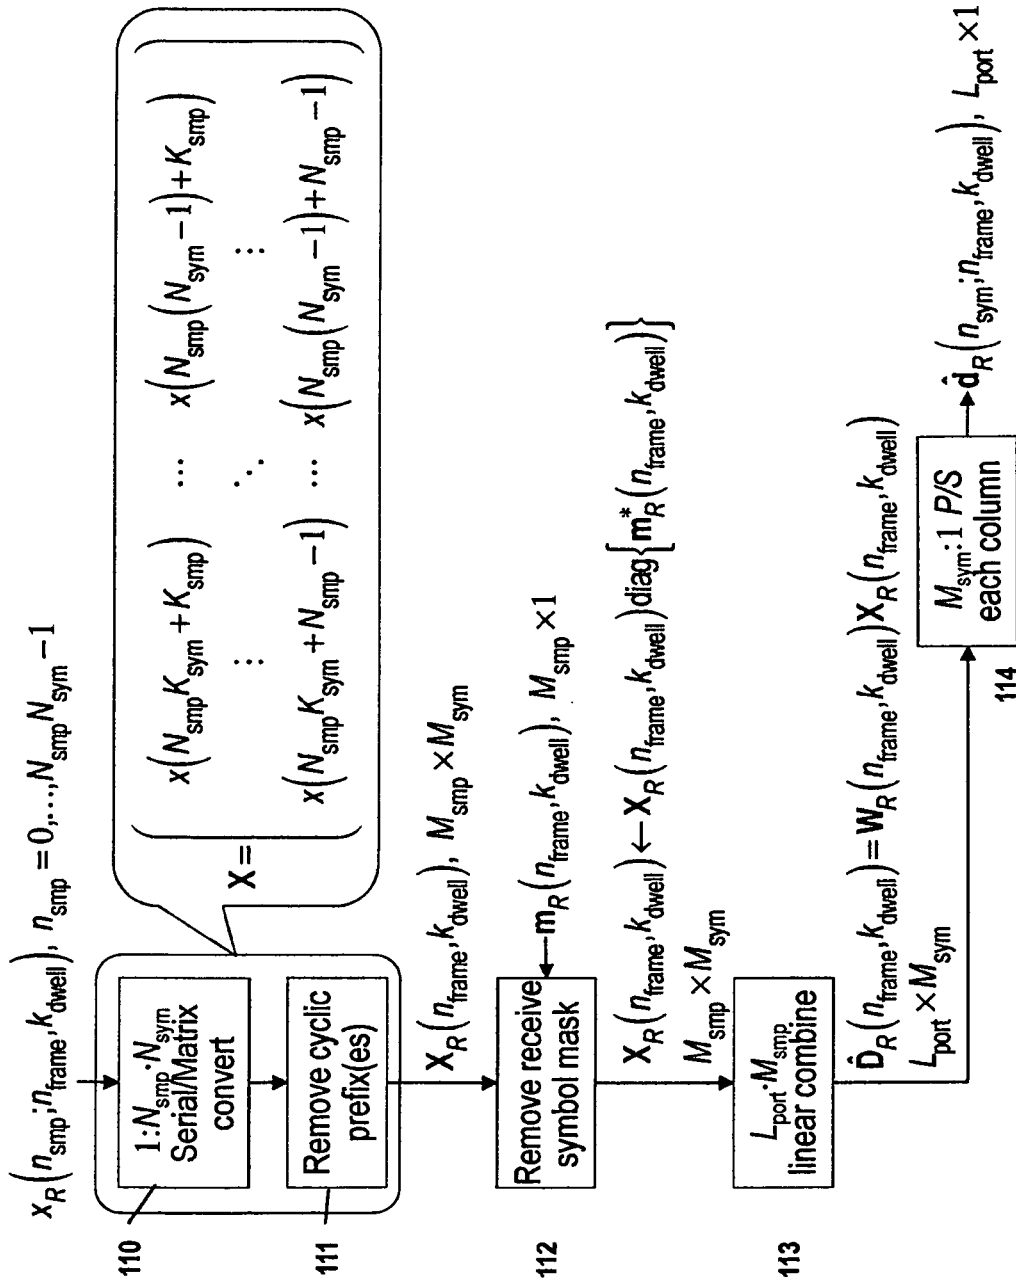 x_R(n_smp; n_frame, k_dwell), n_smp = 0,…,N_smp N_sym − 1
110
1:N_smp·N_sym
Serial/Matrix
convert
111
Remove cyclic
prefix(es)
X =
x(N_smp K_sym + K_smp) ⋯ x(N_smp(N_sym − 1) + K_smp)
⋮ ⋱ ⋮
x(N_smp K_sym + N_smp − 1) ⋯ x(N_smp(N_sym − 1) + N_smp − 1)
X_R(n_frame, k_dwell), M_smp × M_sym
112
Remove receive
symbol mask
m_R(n_frame, k_dwell), M_smp × 1
X_R(n_frame, k_dwell) ← X_R(n_frame, k_dwell) diag{m*_R(n_frame, k_dwell)}
M_smp × M_sym
113
L_port·M_smp
linear combine
D̂_R(n_frame, k_dwell) = W_R(n_frame, k_dwell) X_R(n_frame, k_dwell)
L_port × M_sym
114
M_sym:1 P/S
each column
d̂_R(n_sym; n_frame, k_dwell), L_port × 1